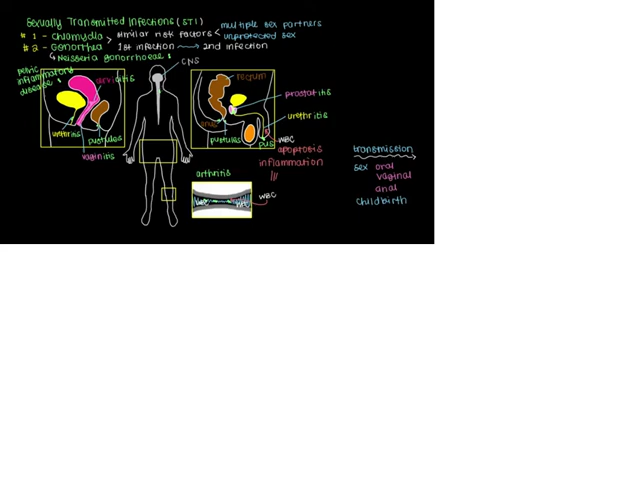 Sexually Transmitted Infections (STI)
#1 - Chlamydia > similar risk factors < multiple sex partners
unprotected sex
#2 - Gonorrhea 1st infection → 2nd infection
↳ Neisseria gonorrhoeae :
CNS
pelvic
inflammatory
disease :
cervicitis
urethritis
pustules
vaginitis
rectum
prostatitis
urethritis
anus
pustules
pus
WBC
apoptosis
inflammation
arthritis
WBC
transmission
sex oral
vaginal
anal
childbirth